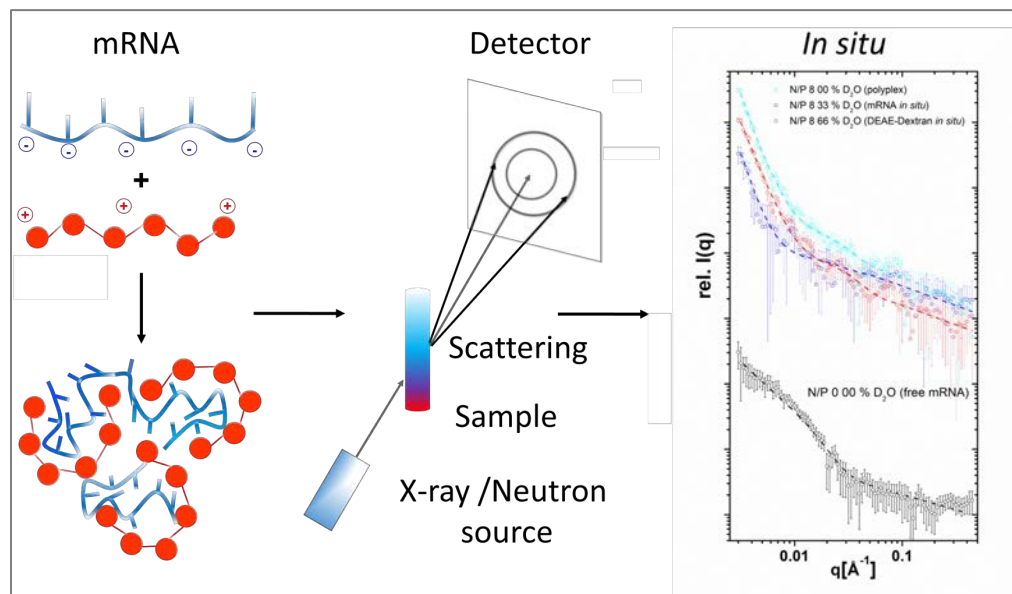 mRNA
- - - - -
+
+ + +
Detector
Scattering
Sample
X-ray /Neutron
source
In situ
N/P 8 00 % D₂O (polyplex)
N/P 8 33 % D₂O (mRNA in situ)
N/P 8 66 % D₂O (DEAE-Dextran in situ)
rel. I(q)
N/P 0 00 % D₂O (free mRNA)
0.01 0.1
q[Å⁻¹]